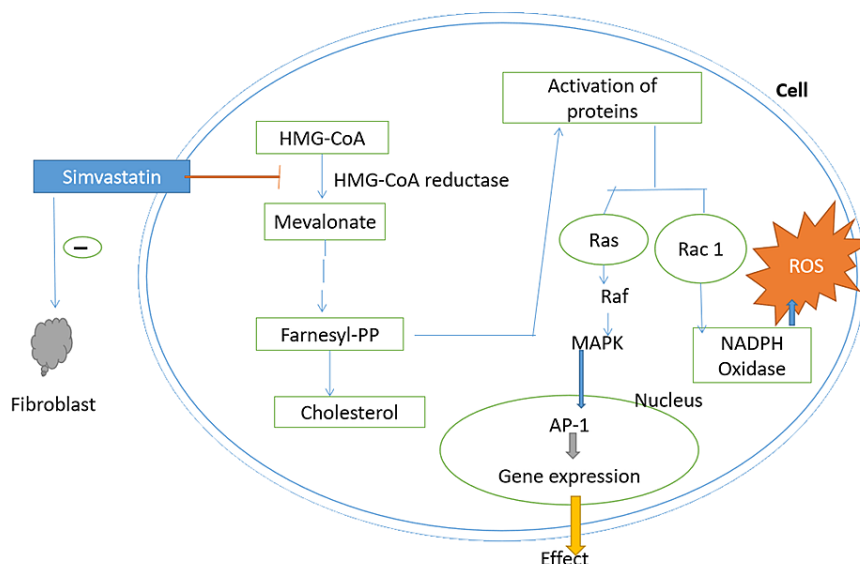 Activation of
proteins
Cell
HMG-CoA
Simvastatin
HMG-CoA reductase
Mevalonate
Ras
Rac 1
ROS
Raf
Farnesyl-PP
MAPK
NADPH
Oxidase
Fibroblast
Cholesterol
Nucleus
AP-1
Gene expression
Effect